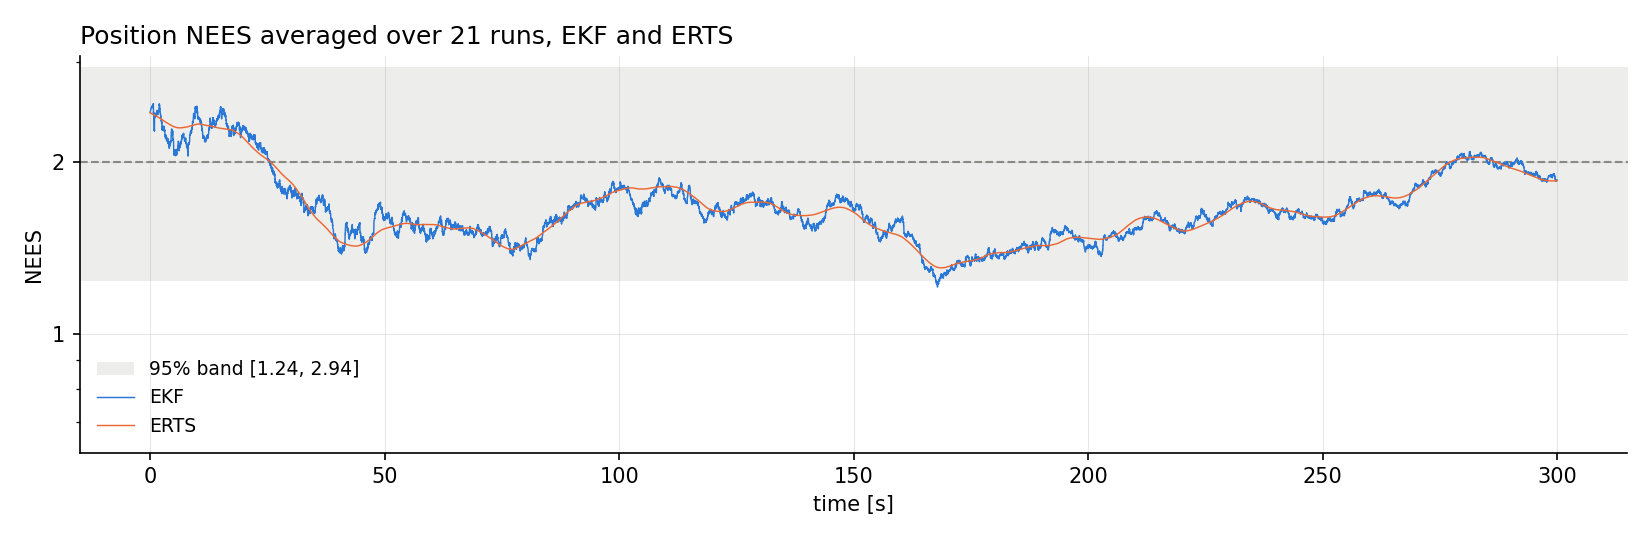 Position NEES averaged over 21 runs, EKF and ERTS
NEES
2
1
95% band [1.24, 2.94]
EKF
ERTS
0 50 100 150 200 250 300
time [s]